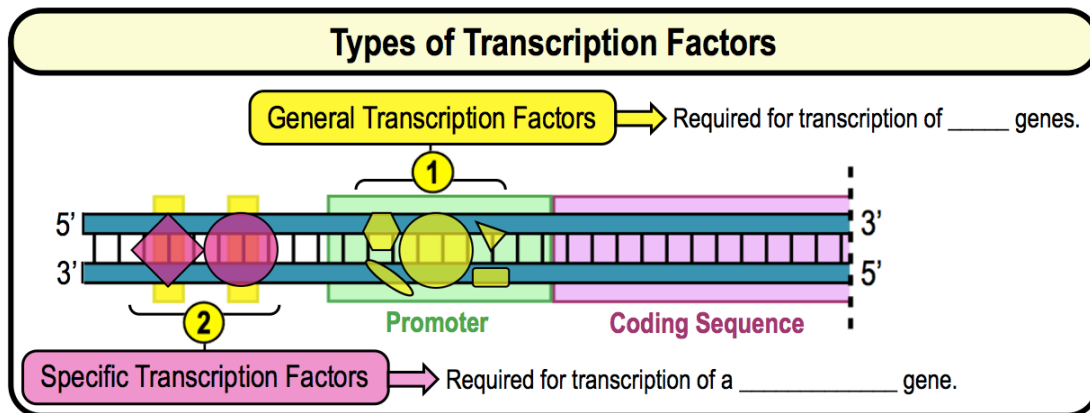 Types of Transcription Factors
General Transcription Factors
Required for transcription of _____ genes.
1
5’ 3’
3’ 5’
2
Promoter Coding Sequence
Specific Transcription Factors
Required for transcription of a _____________ gene.